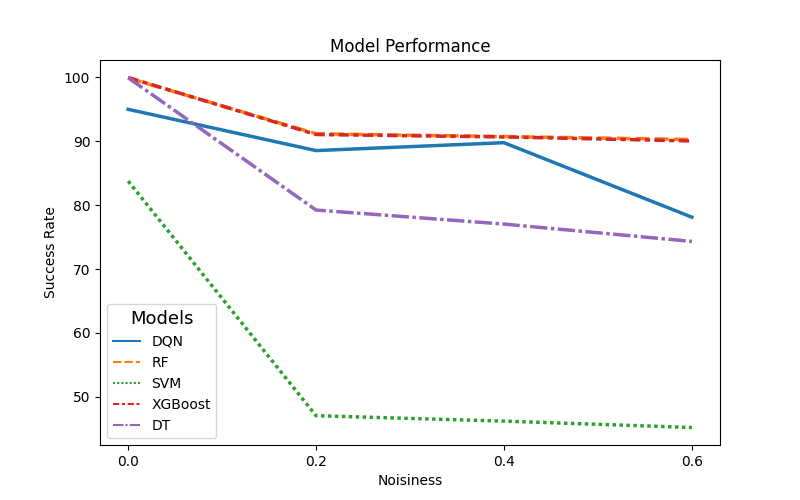 Model Performance
Success Rate
100
90
80
70
60
50
Models
DQN
RF
SVM
XGBoost
DT
0.0
0.2
0.4
0.6
Noisiness